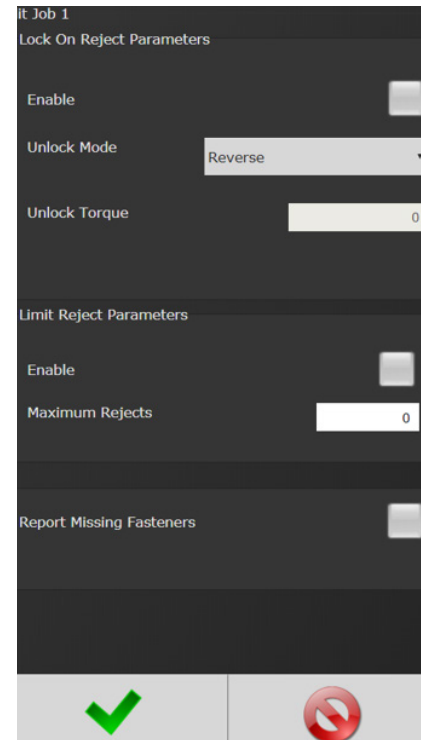 it Job 1
Lock On Reject Parameters
Enable
Unlock Mode
Reverse
Unlock Torque
0
Limit Reject Parameters
Enable
Maximum Rejects
0
Report Missing Fasteners